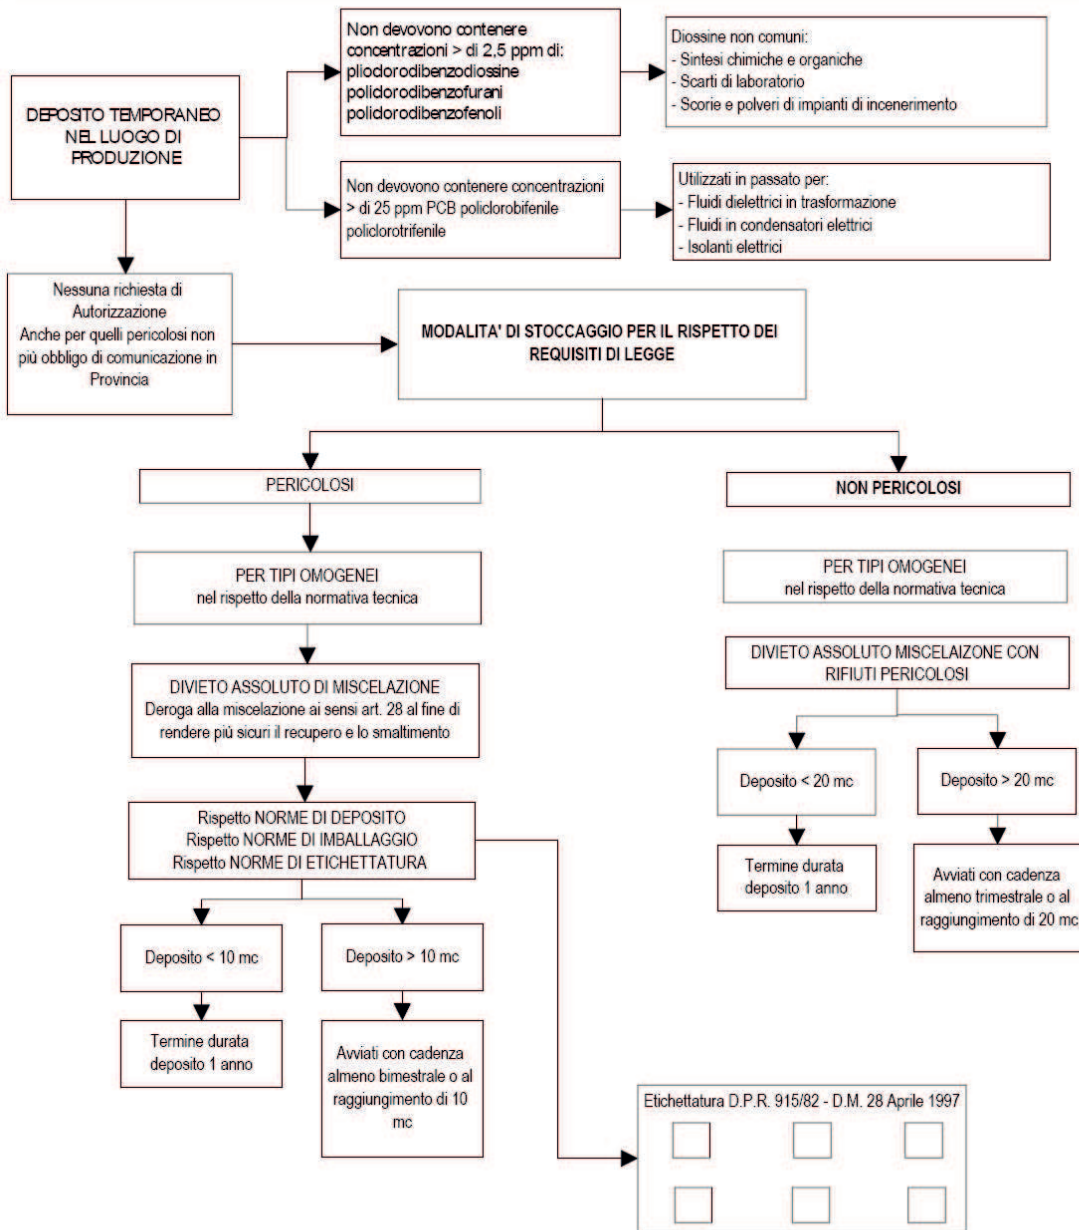 DEPOSITO TEMPORANEO
NEL LUOGO DI
PRODUZIONE
Non devovono contenere
concentrazioni > di 2,5 ppm di:
pliodorodibenzodiossine
polidorodibenzofurani
polidorodibenzofenoli
Diossine non comuni:
- Sintesi chimiche e organiche
- Scarti di laboratorio
- Scorie e polveri di impianti di incenerimento
Non devovono contenere concentrazioni
> di 25 ppm PCB policlorobifenile
policlorotrifenile
Utilizzati in passato per:
- Fluidi dielettrici in trasformazione
- Fluidi in condensatori elettrici
- Isolanti elettrici
Nessuna richiesta di
Autorizzazione
Anche per quelli pericolosi non
più obbligo di comunicazione in
Provincia
MODALITA' DI STOCCAGGIO PER IL RISPETTO DEI
REQUISITI DI LEGGE
PERICOLOSI
NON PERICOLOSI
PER TIPI OMOGENEI
nel rispetto della normativa tecnica
PER TIPI OMOGENEI
nel rispetto della normativa tecnica
DIVIETO ASSOLUTO DI MISCELAZIONE
Deroga alla miscelazione ai sensi art. 28 al fine di
rendere più sicuri il recupero e lo smaltimento
DIVIETO ASSOLUTO MISCELAIZONE CON
RIFIUTI PERICOLOSI
Rispetto NORME DI DEPOSITO
Rispetto NORME DI IMBALLAGGIO
Rispetto NORME DI ETICHETTATURA
Deposito < 20 mc
Deposito > 20 mc
Termine durata
deposito 1 anno
Avviati con cadenza
almeno trimestrale o al
raggiungimento di 20 mc
Deposito < 10 mc
Deposito > 10 mc
Termine durata
deposito 1 anno
Avviati con cadenza
almeno bimestrale o al
raggiungimento di 10
mc
Etichettatura D.P.R. 915/82 - D.M. 28 Aprile 1997